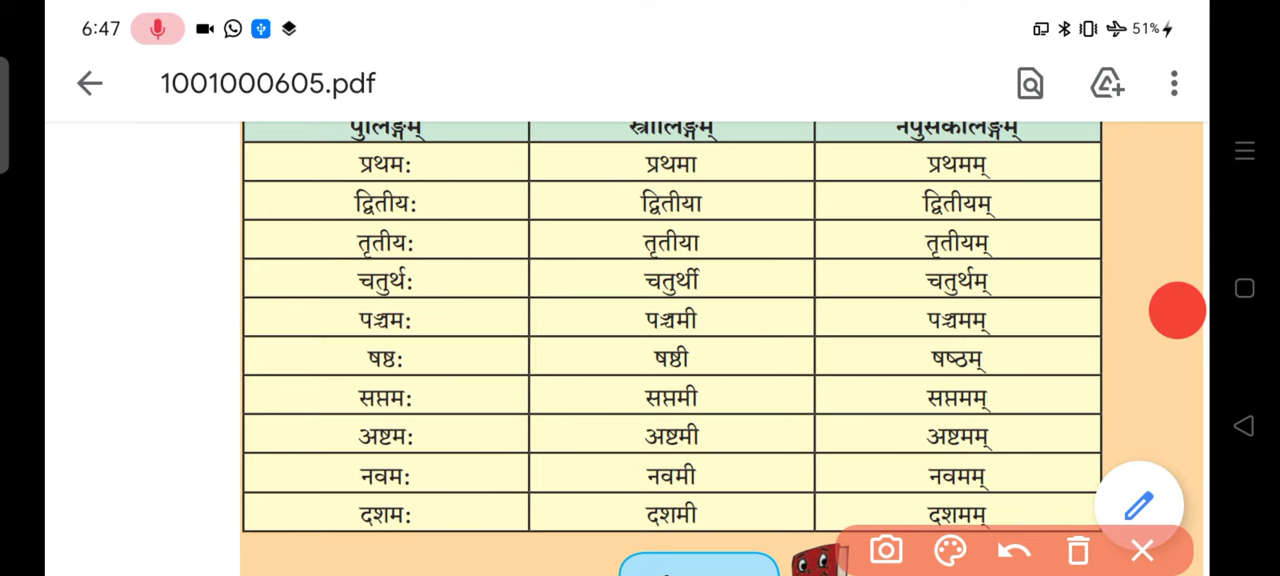 6:47 51%
1001000605.pdf
पुंलिङ्गम् स्त्रीलिङ्गम् नपुंसकलिङ्गम्
प्रथम: प्रथमा प्रथमम्
द्वितीय: द्वितीया द्वितीयम्
तृतीय: तृतीया तृतीयम्
चतुर्थ: चतुर्थी चतुर्थम्
पञ्चम: पञ्चमी पञ्चमम्
षष्ठ: षष्ठी षष्ठम्
सप्तम: सप्तमी सप्तमम्
अष्टम: अष्टमी अष्टमम्
नवम: नवमी नवमम्
दशम: दशमी दशमम्